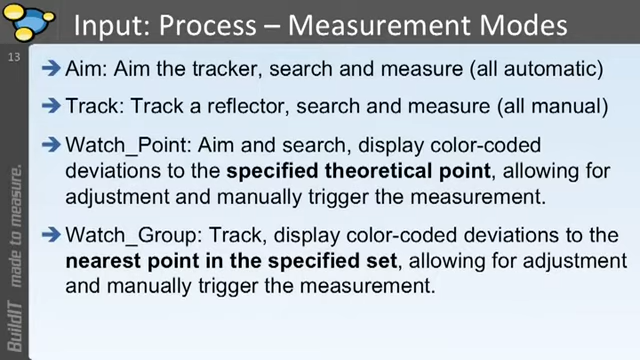 Input: Process – Measurement Modes
13
➔ Aim: Aim the tracker, search and measure (all automatic)
➔ Track: Track a reflector, search and measure (all manual)
➔ Watch_Point: Aim and search, display color-coded
deviations to the specified theoretical point, allowing for
adjustment and manually trigger the measurement.
➔ Watch_Group: Track, display color-coded deviations to the
nearest point in the specified set, allowing for adjustment
and manually trigger the measurement.
BuildIT made to measure.